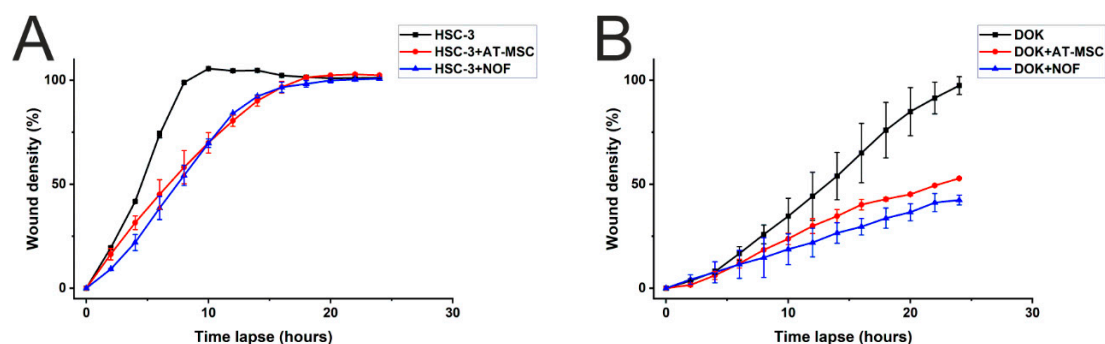 A
HSC-3
HSC-3+AT-MSC
HSC-3+NOF
100
50
0
Wound density (%)
0
10
20
30
Time lapse (hours)
B
DOK
DOK+AT-MSC
DOK+NOF
100
50
0
Wound density (%)
0
10
20
30
Time lapse (hours)